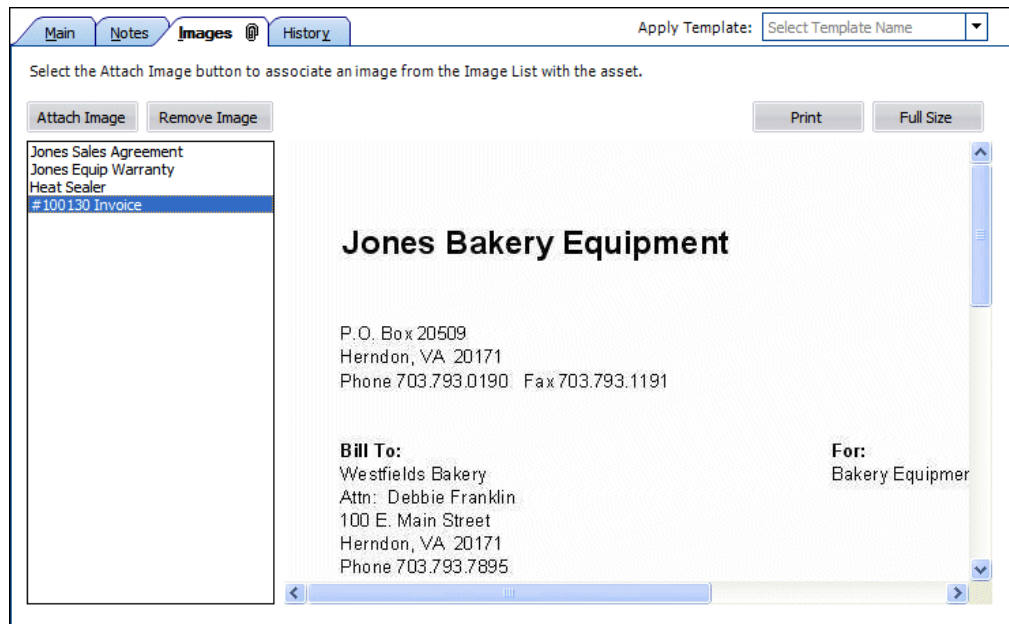 Main Notes Images History Apply Template: Select Template Name
Select the Attach Image button to associate an image from the Image List with the asset.
Attach Image Remove Image Print Full Size
Jones Sales Agreement
Jones Equip Warranty
Heat Sealer
#100130 Invoice
Jones Bakery Equipment
P.O. Box 20509
Herndon, VA 20171
Phone 703.793.0190 Fax 703.793.1191
Bill To:
Westfields Bakery
Attn: Debbie Franklin
100 E. Main Street
Herndon, VA 20171
Phone 703.793.7895
For:
Bakery Equipmer